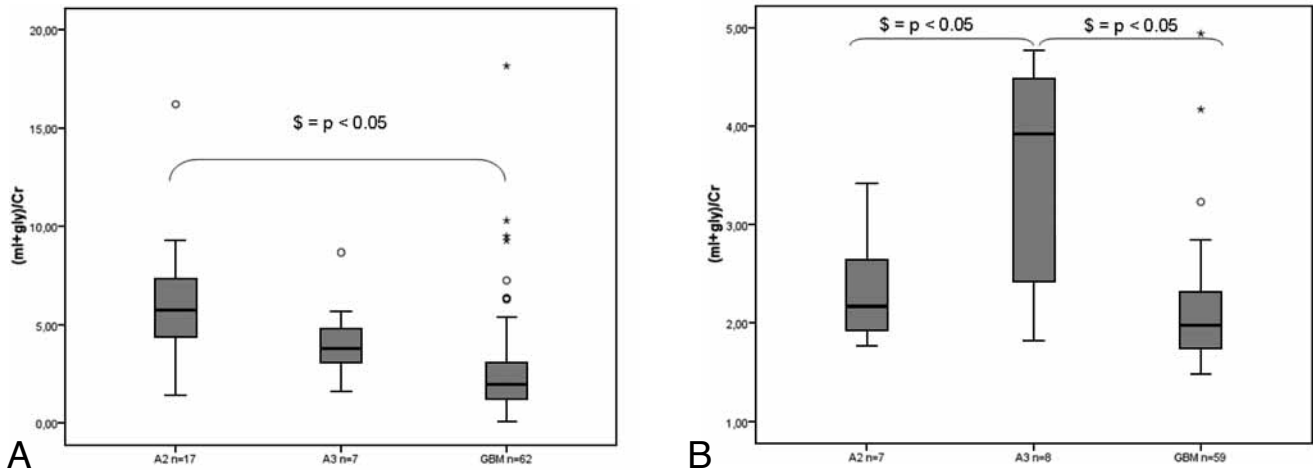 20,00
15,00
10,00
5,00
0,00
(mI+gly)/Cr
$ = p < 0.05
A2 n=17
A3 n=7
GBM n=62
A
5,00
4,00
3,00
2,00
1,00
(mI+gly)/Cr
$ = p < 0.05
$ = p < 0.05
A2 n=7
A3 n=8
GBM n=59
B